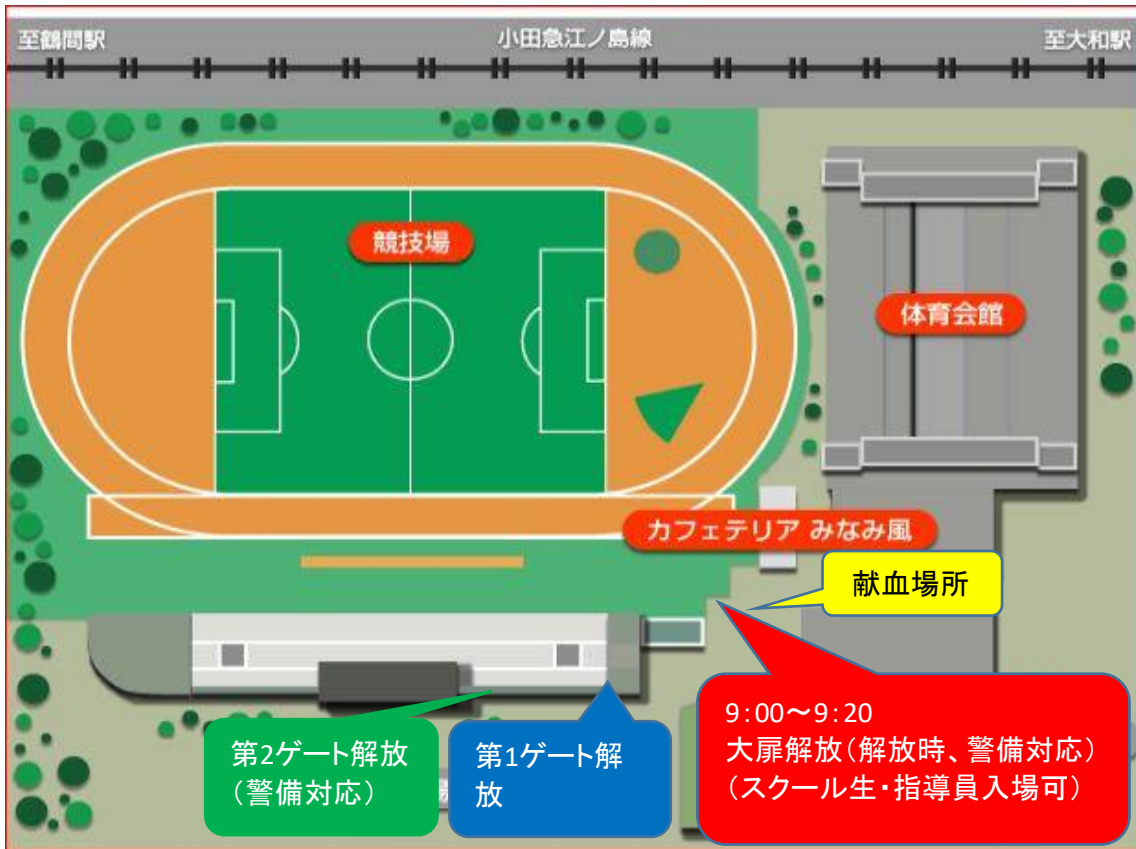 至鶴間駅
小田急江ノ島線
至大和駅
競技場
体育会館
カフェテリア みなみ風
献血場所
9:00~9:20
大扉解放(解放時、警備対応)
(スクール生・指導員入場可)
第2ゲート解放
(警備対応)
第1ゲート解
放
場